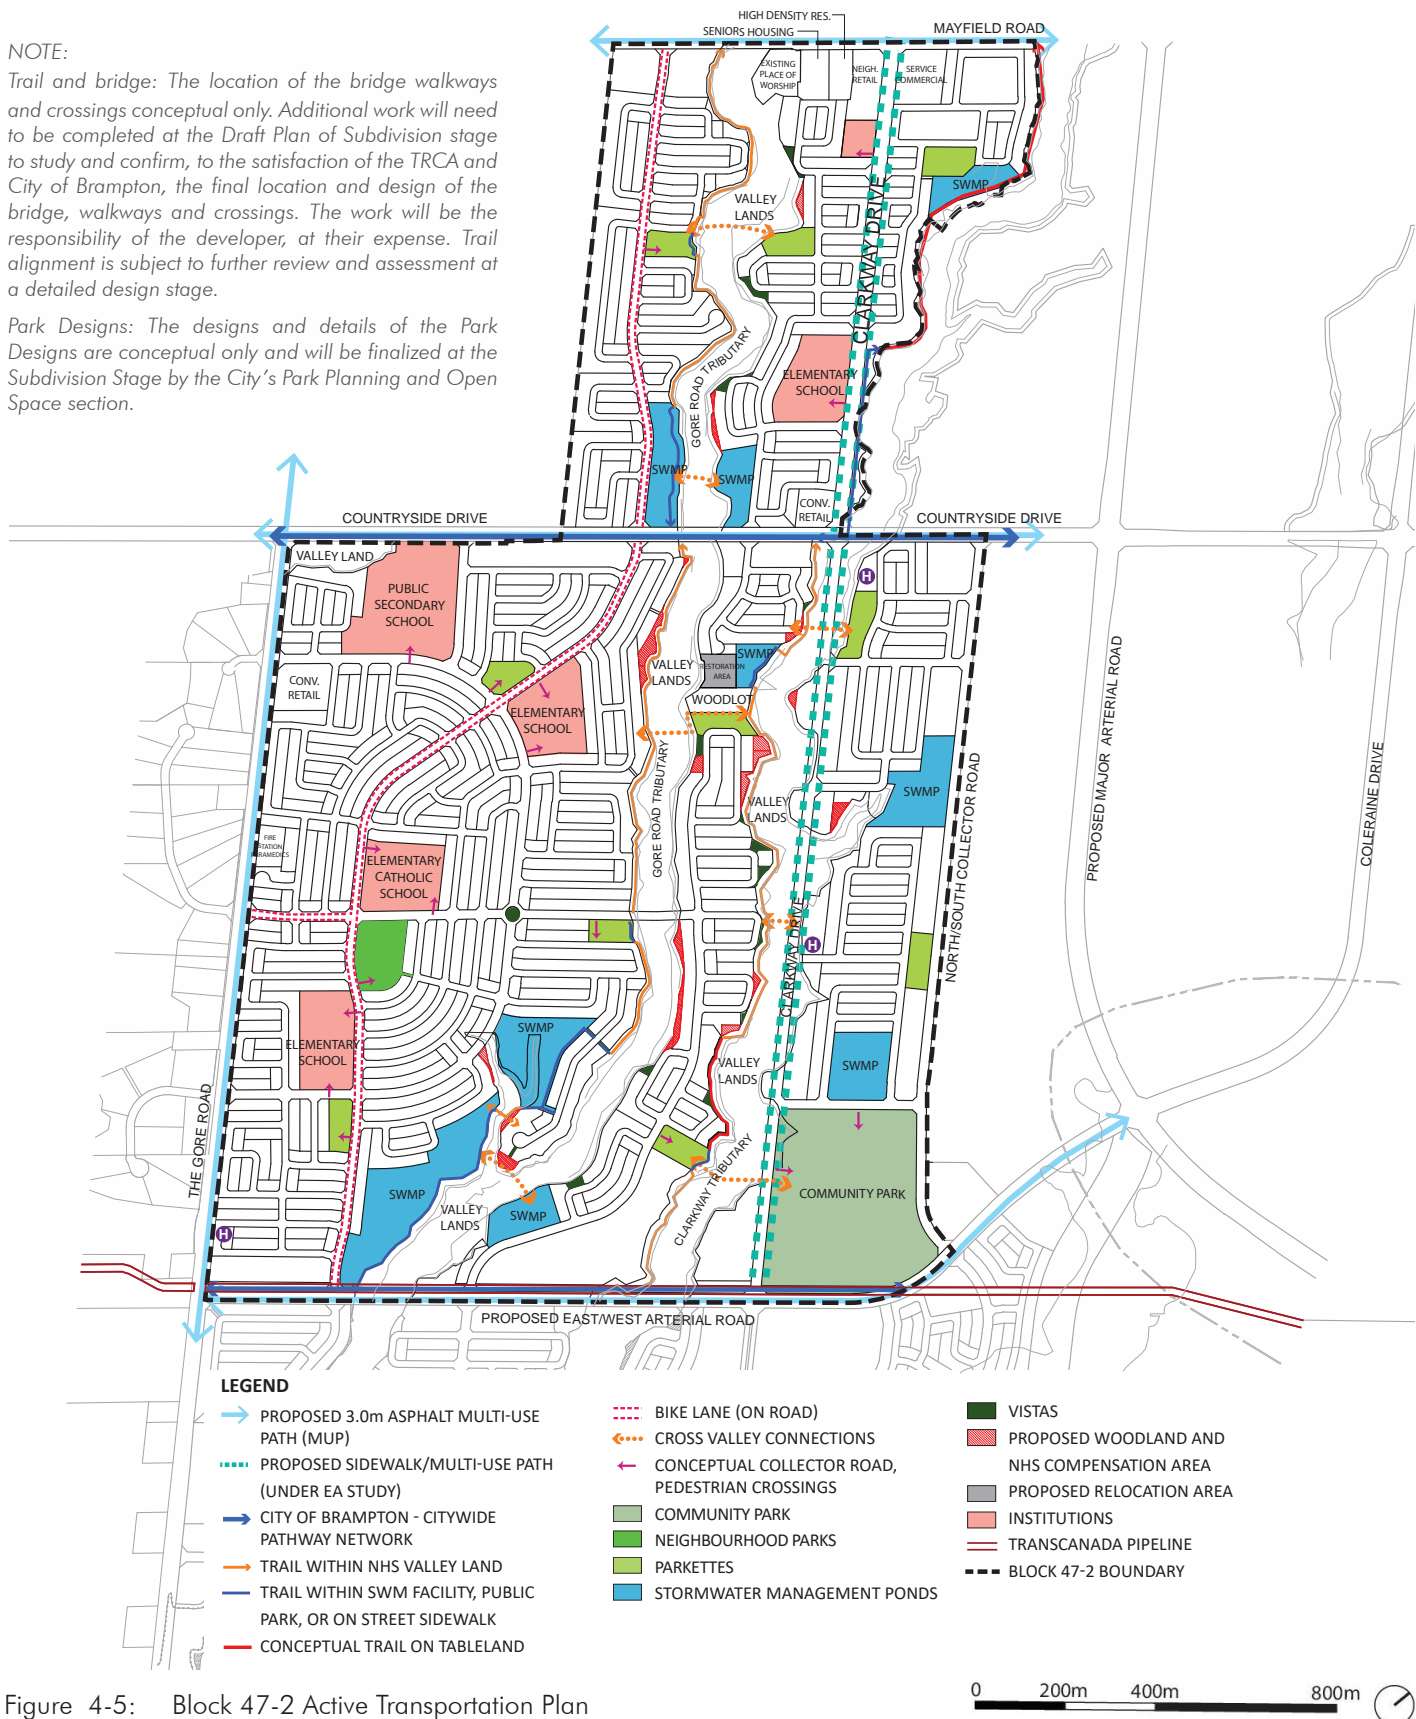 NOTE:
Trail and bridge: The location of the bridge walkways
and crossings conceptual only. Additional work will need
to be completed at the Draft Plan of Subdivision stage
to study and confirm, to the satisfaction of the TRCA and
City of Brampton, the final location and design of the
bridge, walkways and crossings. The work will be the
responsibility of the developer, at their expense. Trail
alignment is subject to further review and assessment at
a detailed design stage.
Park Designs: The designs and details of the Park
Designs are conceptual only and will be finalized at the
Subdivision Stage by the City's Park Planning and Open
Space section.
HIGH DENSITY RES.
SENIORS HOUSING
MAYFIELD ROAD
EXISTING
PLACE OF
WORSHIP
NEIGH.
RETAIL
SERVICE
COMMERCIAL
SWMP
VALLEY
LANDS
CLARKWAY DRIVE
GORE ROAD TRIBUTARY
ELEMENTARY
SCHOOL
SWMP
SWMP
CONV.
RETAIL
COUNTRYSIDE DRIVE
COUNTRYSIDE DRIVE
VALLEY LAND
PUBLIC
SECONDARY
SCHOOL
H
CONV.
RETAIL
VALLEY
LANDS
SWMP
RESTORATION
AREA
WOODLOT
ELEMENTARY
SCHOOL
PROPOSED MAJOR ARTERIAL ROAD
COLERAINE DRIVE
NORTH/SOUTH COLLECTOR ROAD
GORE ROAD TRIBUTARY
VALLEY
LANDS
SWMP
FIRE
STATION
PARAMEDICS
ELEMENTARY
CATHOLIC
SCHOOL
CLARKWAY DRIVE
H
SWMP
ELEMENTARY
SCHOOL
VALLEY
LANDS
SWMP
THE GORE ROAD
CLARKWAY TRIBUTARY
SWMP
VALLEY
LANDS
SWMP
COMMUNITY PARK
H
PROPOSED EAST/WEST ARTERIAL ROAD
LEGEND
PROPOSED 3.0m ASPHALT MULTI-USE
PATH (MUP)
PROPOSED SIDEWALK/MULTI-USE PATH
(UNDER EA STUDY)
CITY OF BRAMPTON - CITYWIDE
PATHWAY NETWORK
TRAIL WITHIN NHS VALLEY LAND
TRAIL WITHIN SWM FACILITY, PUBLIC
PARK, OR ON STREET SIDEWALK
CONCEPTUAL TRAIL ON TABLELAND
BIKE LANE (ON ROAD)
CROSS VALLEY CONNECTIONS
CONCEPTUAL COLLECTOR ROAD,
PEDESTRIAN CROSSINGS
COMMUNITY PARK
NEIGHBOURHOOD PARKS
PARKETTES
STORMWATER MANAGEMENT PONDS
VISTAS
PROPOSED WOODLAND AND
NHS COMPENSATION AREA
PROPOSED RELOCATION AREA
INSTITUTIONS
TRANSCANADA PIPELINE
BLOCK 47-2 BOUNDARY
Figure 4-5: Block 47-2 Active Transportation Plan
0 200m 400m 800m